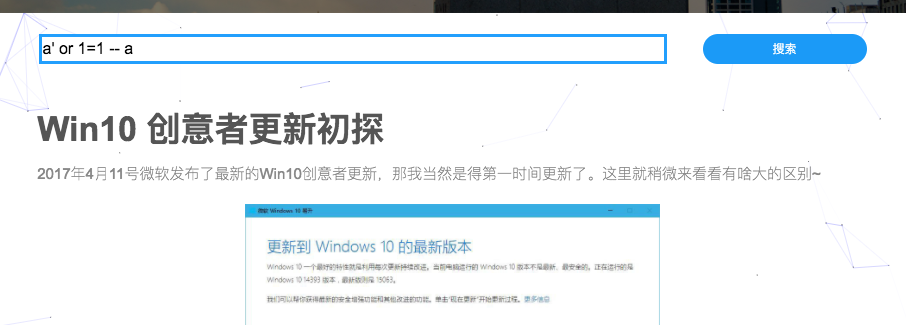 a' or 1=1 -- a
搜索
Win10 创意者更新初探
2017年4月11号微软发布了最新的Win10创意者更新，那我当然是得第一时间更新了。这里就稍微来看看有啥大的区别~
微软 Windows 10 易升
更新到 Windows 10 的最新版本
Windows 10 一个最好的特性就是利用每次更新持续改进。当前电脑运行的 Windows 10 版本不是最新、最安全的。正在运行的是
Windows 10 14393 版本，最新版则是 15063。
我们可以帮你获得最新的安全增强功能和其他改进的功能。单击“现在更新”开始更新过程。更多信息